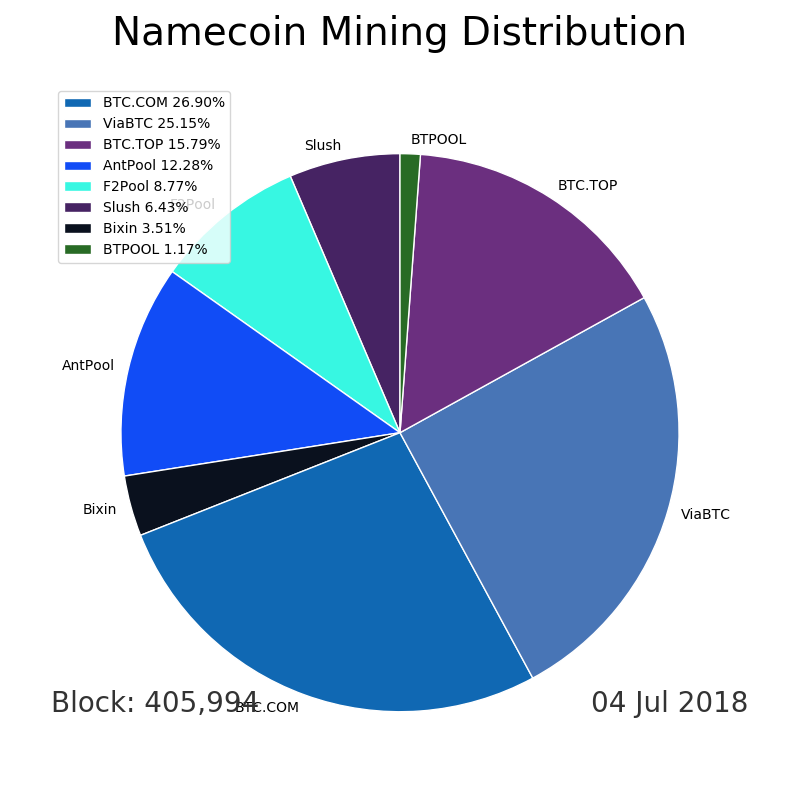 Namecoin Mining Distribution
BTC.COM 26.90%
ViaBTC 25.15%
BTC.TOP 15.79%
AntPool 12.28%
F2Pool 8.77%
Slush 6.43%
Bixin 3.51%
BTPOOL 1.17%
Slush
BTPOOL
BTC.TOP
F2Pool
AntPool
Bixin
ViaBTC
BTC.COM
Block: 405,994
04 Jul 2018